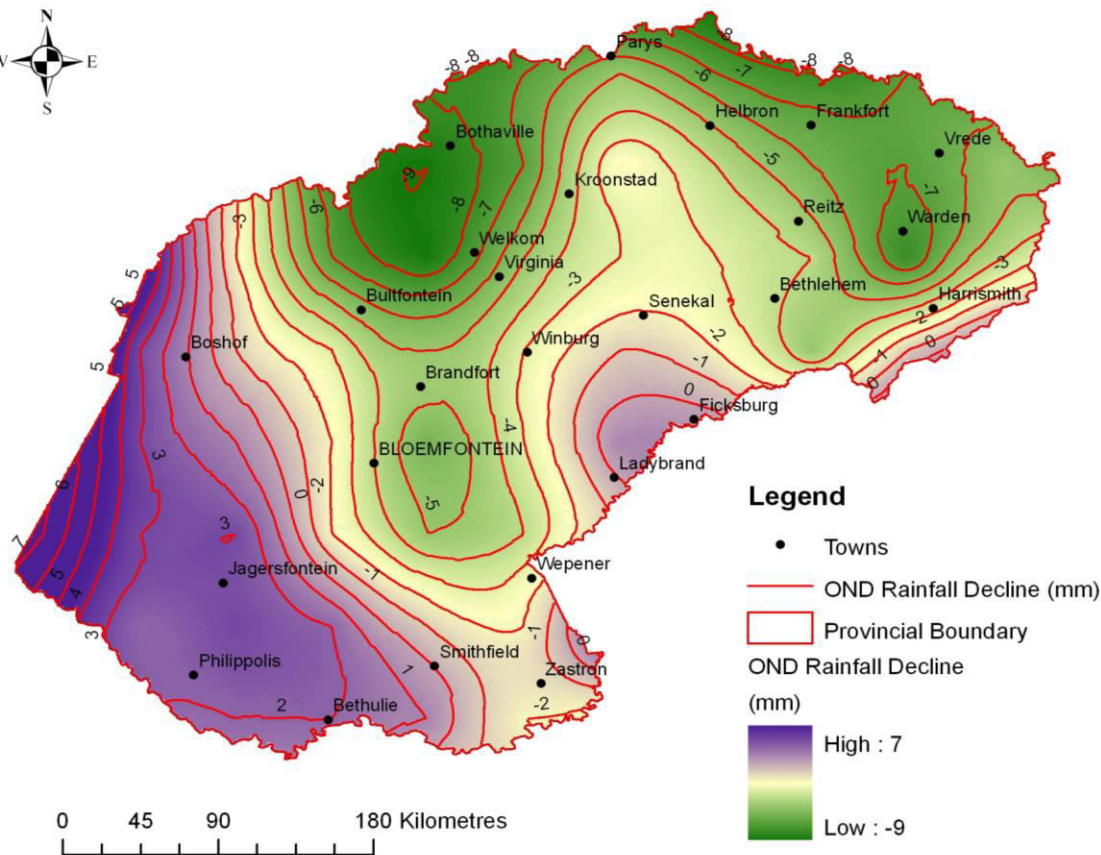 N
E
S
V
Parys
-8
-8
-8
-7
-8
-8
-6
Helbron
Frankfort
Bothaville
-5
Vrede
-9
Kroonstad
-7
-8
-7
-6
Reitz
Warden
-3
Welkom
Virginia
-3
-3
5
Bultfontein
Senekal
Bethlehem
Harrismith
5
-2
2
Boshof
Winburg
-1
-1
0
5
Brandfort
0
0
Ficksburg
-4
BLOEMFONTEIN
3
Ladybrand
6
0
-2
-5
Legend
3
Towns
7
Jagersfontein
-1
Wepener
5
OND Rainfall Decline (mm)
4
3
-1
0
Provincial Boundary
Philippolis
1
Smithfield
Zastron
OND Rainfall Decline
(mm)
2
Bethulie
-2
High : 7
Low : -9
0
45
90
180 Kilometres